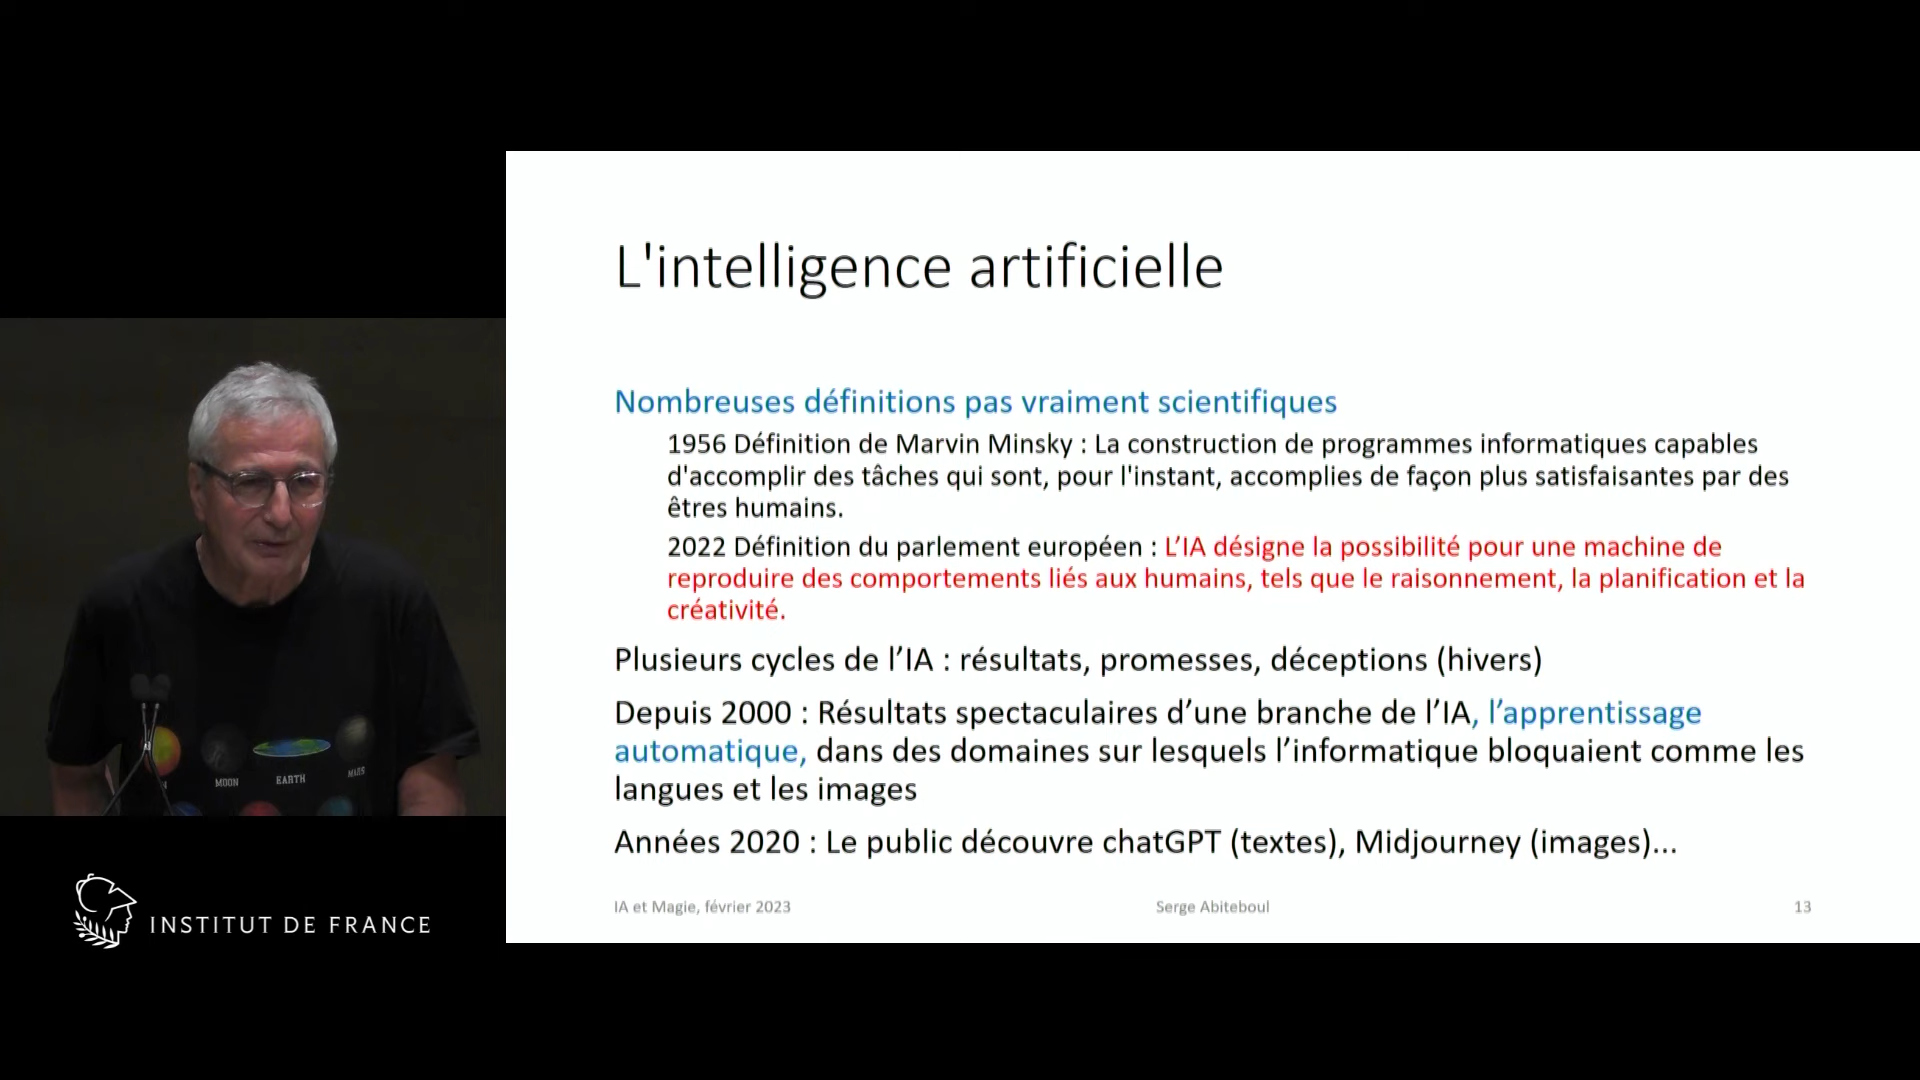 L'intelligence artificielle
Nombreuses définitions pas vraiment scientifiques
1956 Définition de Marvin Minsky : La construction de programmes informatiques capables
d'accomplir des tâches qui sont, pour l'instant, accomplies de façon plus satisfaisantes par des
êtres humains.
2022 Définition du parlement européen : L’IA désigne la possibilité pour une machine de
reproduire des comportements liés aux humains, tels que le raisonnement, la planification et la
créativité.
Plusieurs cycles de l’IA : résultats, promesses, déceptions (hivers)
Depuis 2000 : Résultats spectaculaires d’une branche de l’IA, l’apprentissage
automatique, dans des domaines sur lesquels l’informatique bloquaient comme les
langues et les images
Années 2020 : Le public découvre chatGPT (textes), Midjourney (images)...
IA et Magie, février 2023
Serge Abiteboul
13
MOON
EARTH
MARS
INSTITUT DE FRANCE